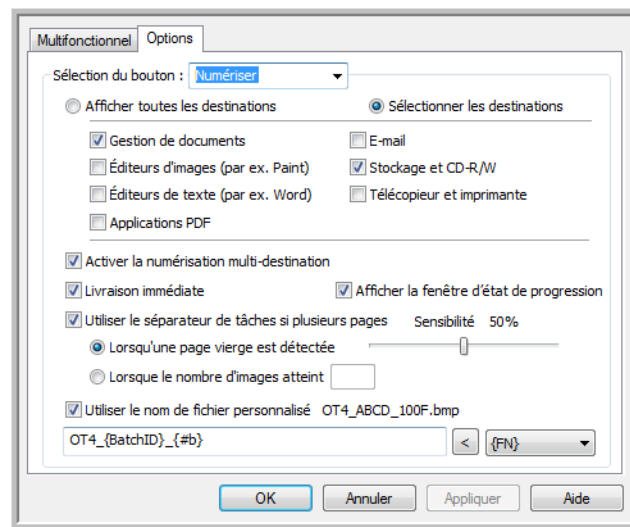 Multifonctionnel Options
Sélection du bouton : Numériser
Afficher toutes les destinations Sélectionner les destinations
Gestion de documents E-mail
Éditeurs d'images (par ex. Paint) Stockage et CD-R/W
Éditeurs de texte (par ex. Word) Télécopieur et imprimante
Applications PDF
Activer la numérisation multi-destination
Livraison immédiate Afficher la fenêtre d'état de progression
Utiliser le séparateur de tâches si plusieurs pages Sensibilité 50%
Lorsqu'une page vierge est détectée
Lorsque le nombre d'images atteint
Utiliser le nom de fichier personnalisé OT4_ABCD_100F.bmp
OT4_{BatchID}_{#b} < {FN}
OK Annuler Appliquer Aide